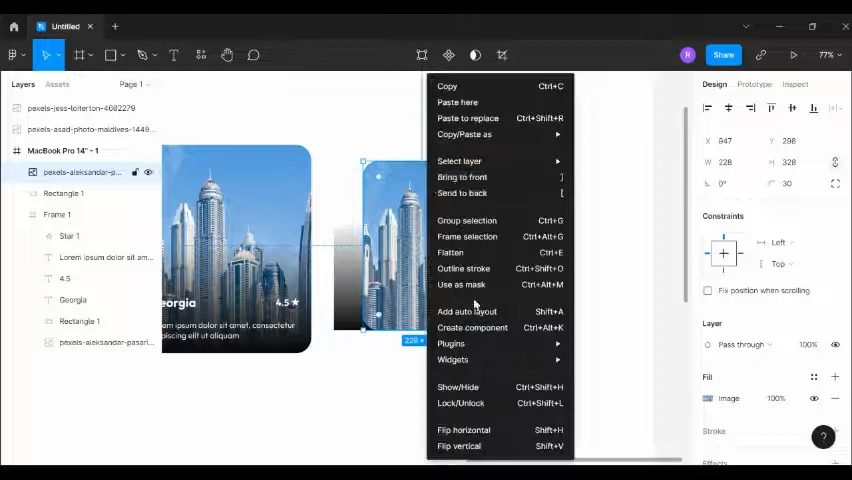 Untitled
R
Share
77%
Layers
Assets
Page 1
pexels-jess-loiterton-4602279
pexels-asad-photo-maldives-1449...
MacBook Pro 14" - 1
pexels-aleksandar-p...
Rectangle 1
Frame 1
Star 1
Lorem ipsum dolor sit am...
4.5
Georgia
Rectangle 1
pexels-aleksandar-pasari...
eorgia
4.5
em ipsum dolor sit amet, consectetur
ipiscing elit ut aliquam
228 ×
Copy Ctrl+C
Paste here
Paste to replace Ctrl+Shift+R
Copy/Paste as
Select layer
Bring to front ]
Send to back [
Group selection Ctrl+G
Frame selection Ctrl+Alt+G
Flatten Ctrl+E
Outline stroke Ctrl+Shift+O
Use as mask Ctrl+Alt+M
Add auto layout Shift+A
Create component Ctrl+Alt+K
Plugins
Widgets
Show/Hide Ctrl+Shift+H
Lock/Unlock Ctrl+Shift+L
Flip horizontal Shift+H
Flip vertical Shift+V
Design
Prototype
Inspect
X 947
Y 298
W 228
H 328
0°
30
Constraints
Left
Top
Fix position when scrolling
Layer
Pass through
100%
Fill
Image
100%
Stroke
Effects
?